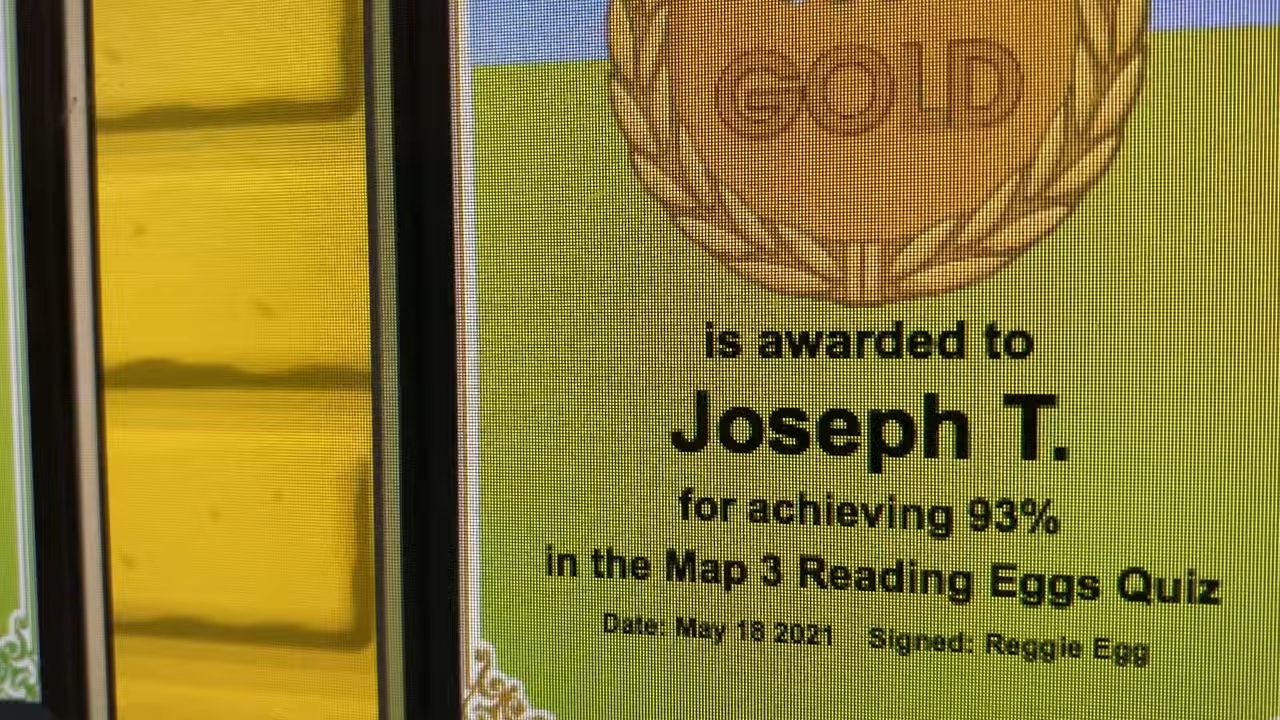 GOLD
is awarded to
Joseph T.
for achieving 93%
in the Map 3 Reading Eggs Quiz
Date: May 18 2021 Signed: Reggie Egg